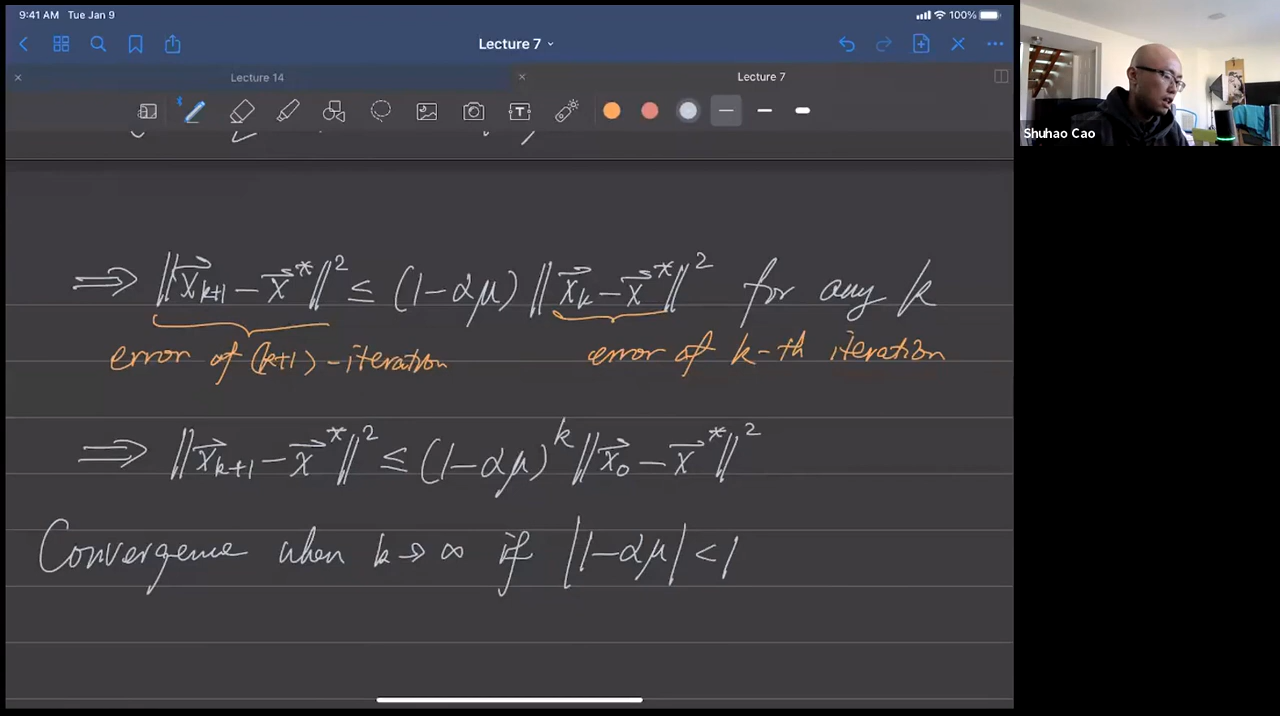 9:41 AM Tue Jan 9
100%
Lecture 7
Lecture 14
Lecture 7
Shuhao Cao
⟹ ‖x⃗ₖ₊₁ − x⃗*‖² ≤ (1−αμ) ‖x⃗ₖ − x⃗*‖² for any k
error of (k+1)-iteration error of k-th iteration
⟹ ‖x⃗ₖ₊₁ − x⃗*‖² ≤ (1−αμ)ᵏ ‖x⃗₀ − x⃗*‖²
Convergence when k → ∞ if |1−αμ| < 1